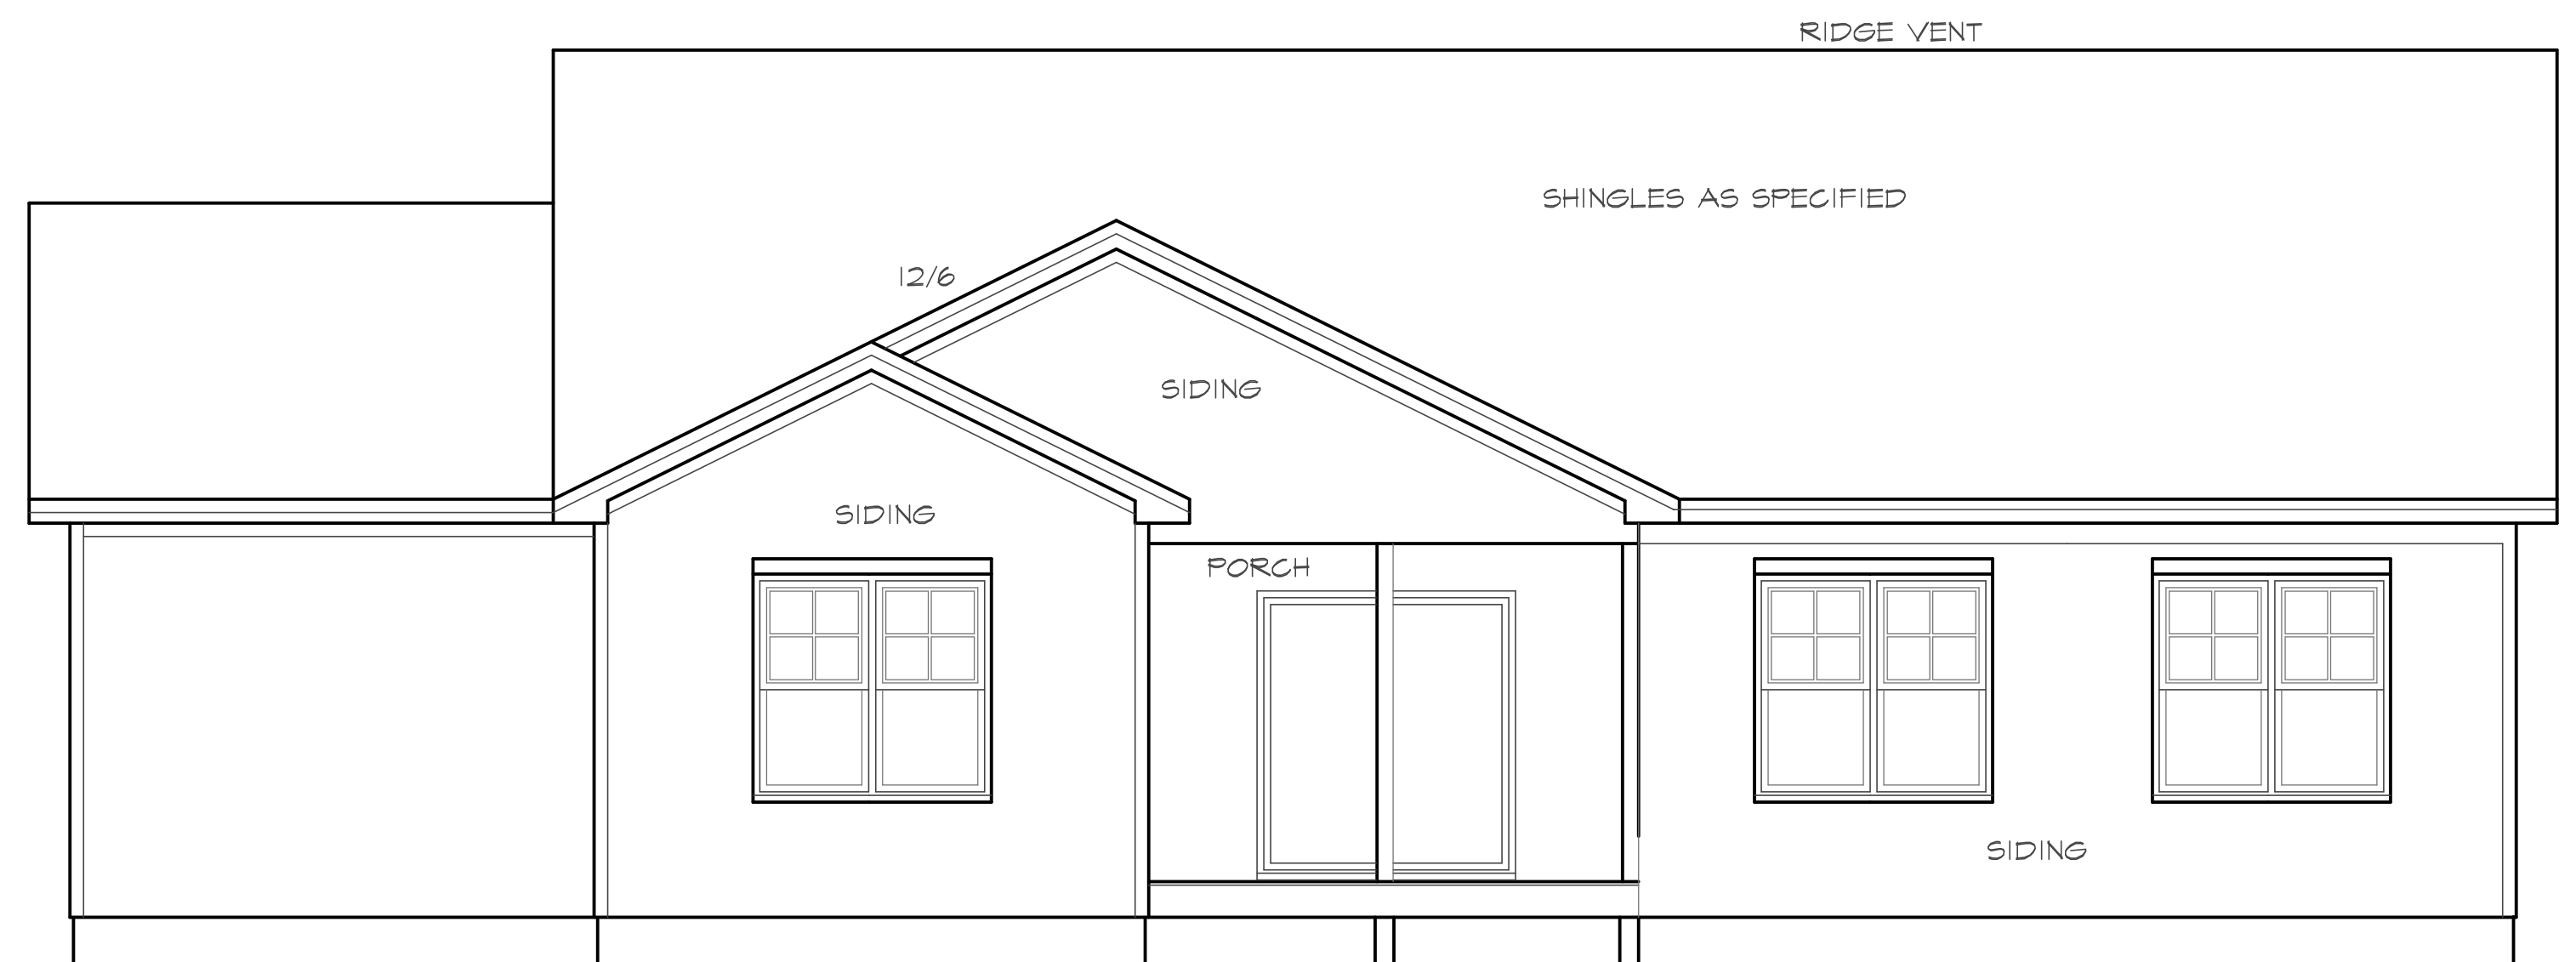 RIDGE VENT
SHINGLES AS SPECIFIED
12/6
SIDING
SIDING
PORCH
SIDING